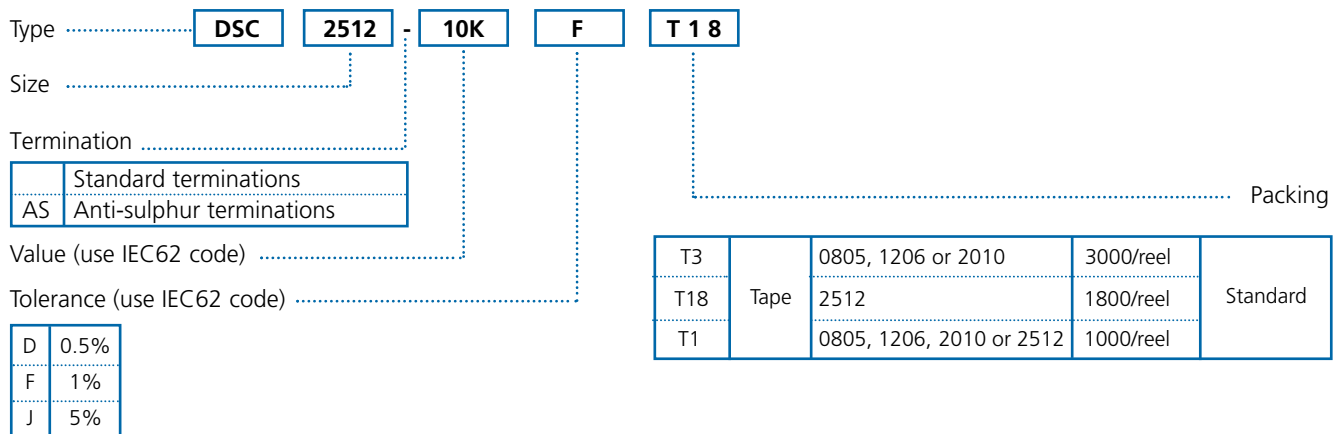 Type DSC 2512 - 10K F T 1 8
Size
Termination
Standard terminations
AS Anti-sulphur terminations
Packing
Value (use IEC62 code)
Tolerance (use IEC62 code)
D 0.5%
F 1%
J 5%
T3 0805, 1206 or 2010 3000/reel
T18 Tape 2512 1800/reel Standard
T1 0805, 1206, 2010 or 2512 1000/reel